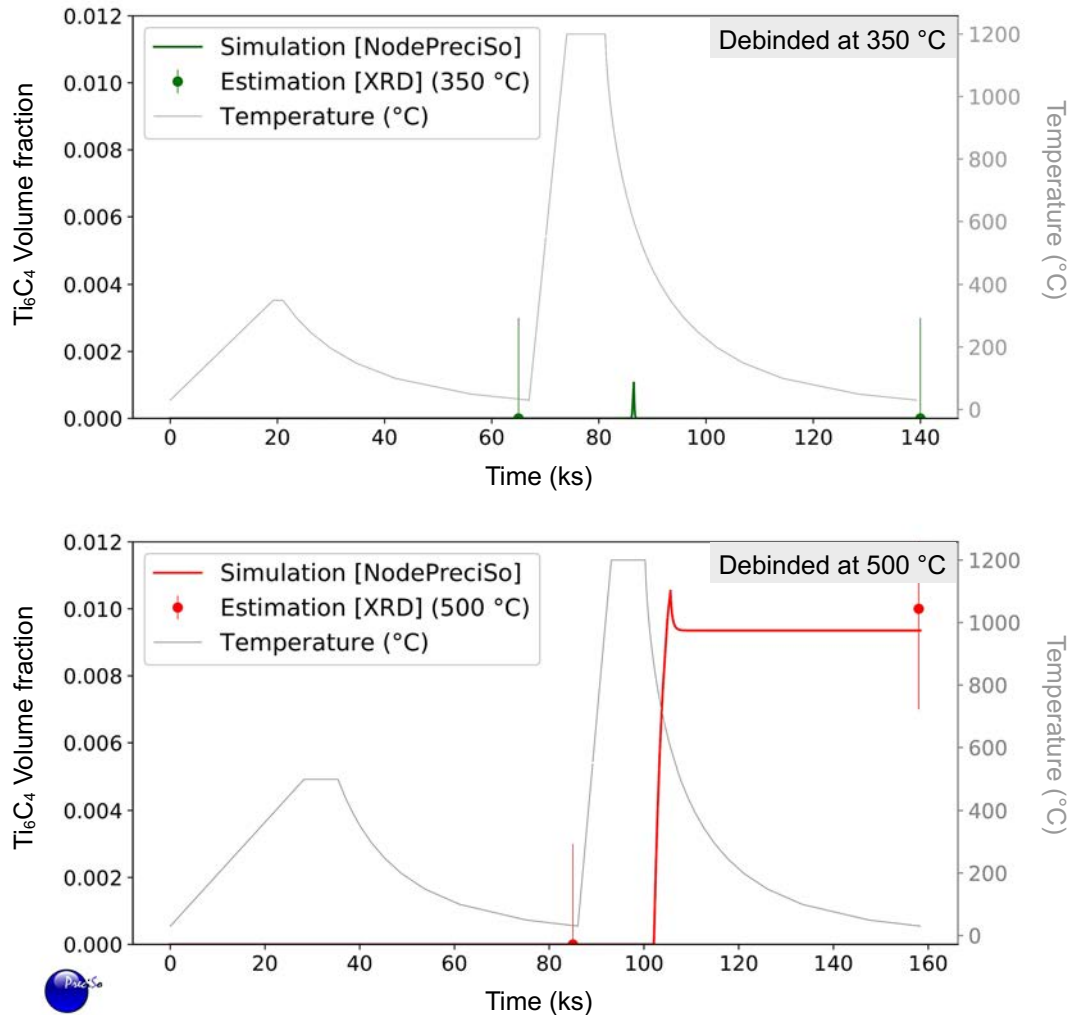 0.012
0.010
0.008
0.006
0.004
0.002
0.000
Ti₆C₄ Volume fraction
Simulation [NodePreciSo]
Estimation [XRD] (350 °C)
Temperature (°C)
Debinded at 350 °C
1200
1000
800
600
400
200
0
Temperature (°C)
0 20 40 60 80 100 120 140
Time (ks)
0.012
0.010
0.008
0.006
0.004
0.002
0.000
Ti₆C₄ Volume fraction
Simulation [NodePreciSo]
Estimation [XRD] (500 °C)
Temperature (°C)
Debinded at 500 °C
1200
1000
800
600
400
200
0
Temperature (°C)
0 20 40 60 80 100 120 140 160
Time (ks)
PreciSo